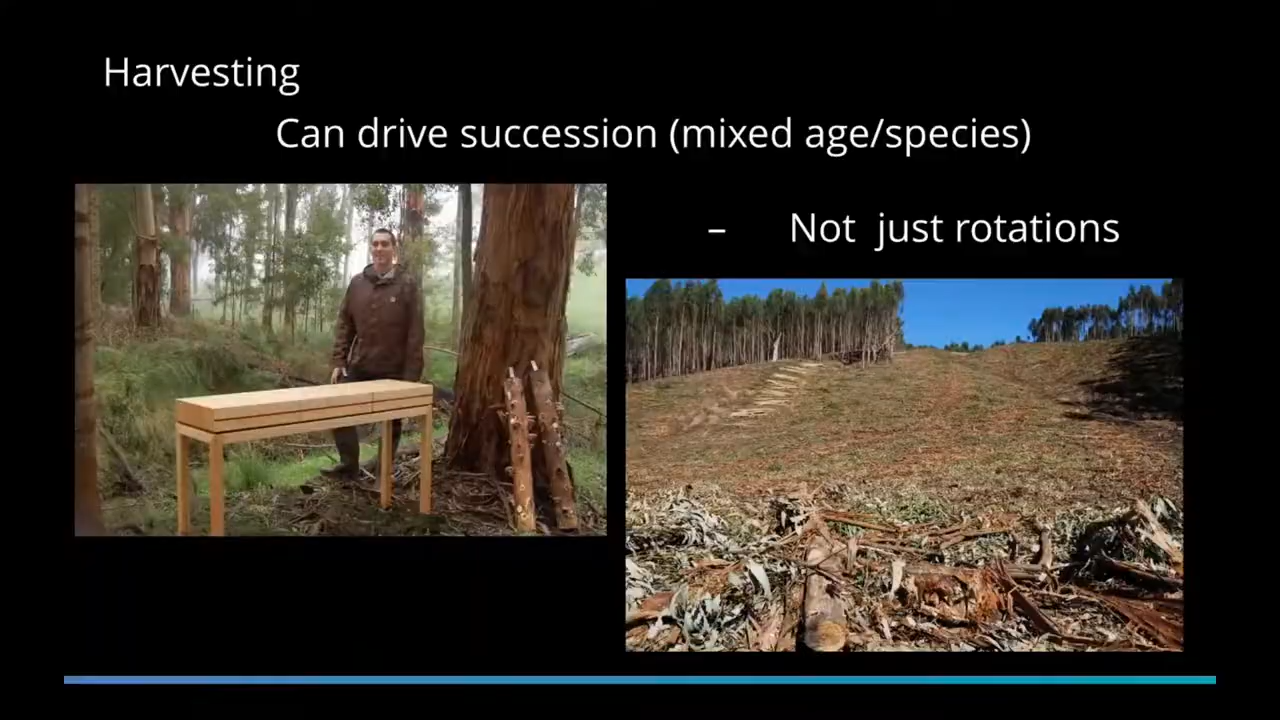 Harvesting
Can drive succession (mixed age/species)
– Not just rotations